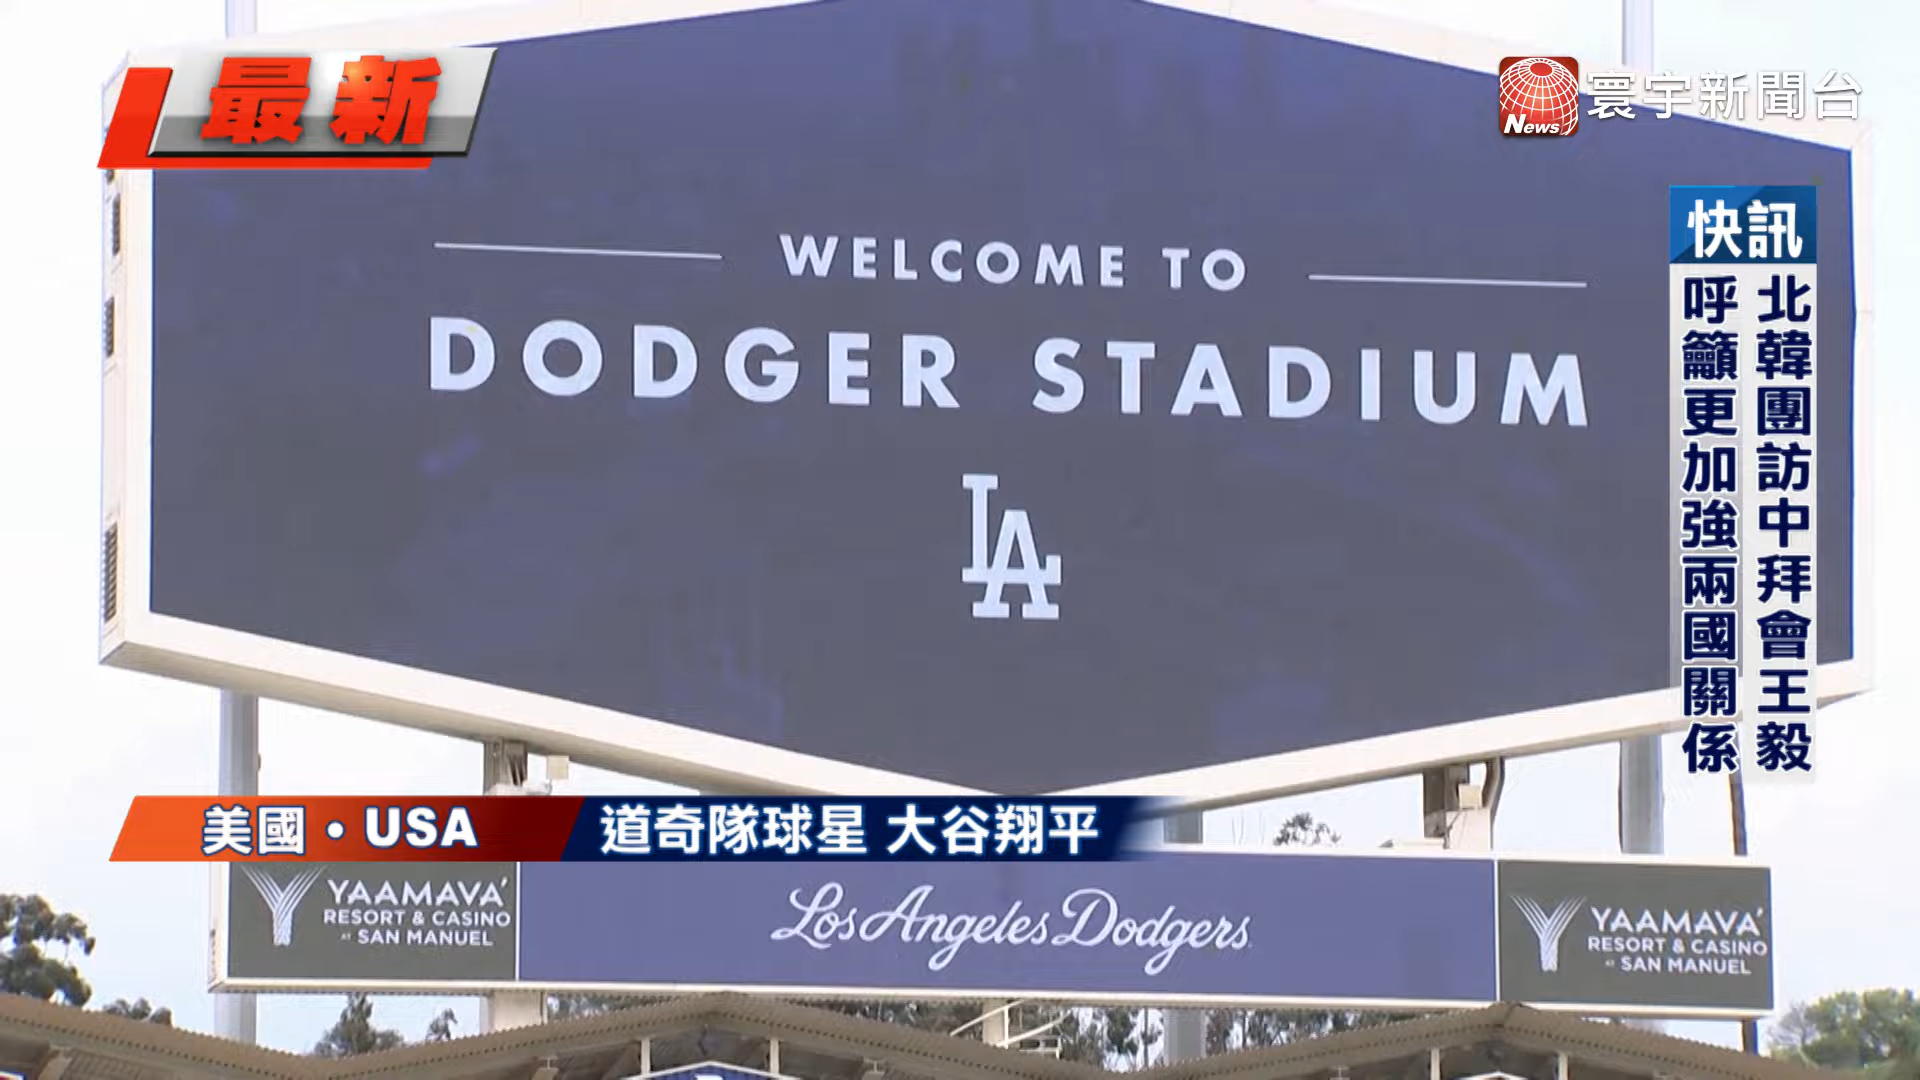 最新
News
寰宇新聞台
WELCOME TO
DODGER STADIUM
LA
快訊
北韓團訪中拜會王毅
呼籲更加強兩國關係
美國・USA
道奇隊球星 大谷翔平
YAAMAVA'
RESORT & CASINO
AT SAN MANUEL
Los Angeles Dodgers
YAAMAVA'
RESORT & CASINO
AT SAN MANUEL